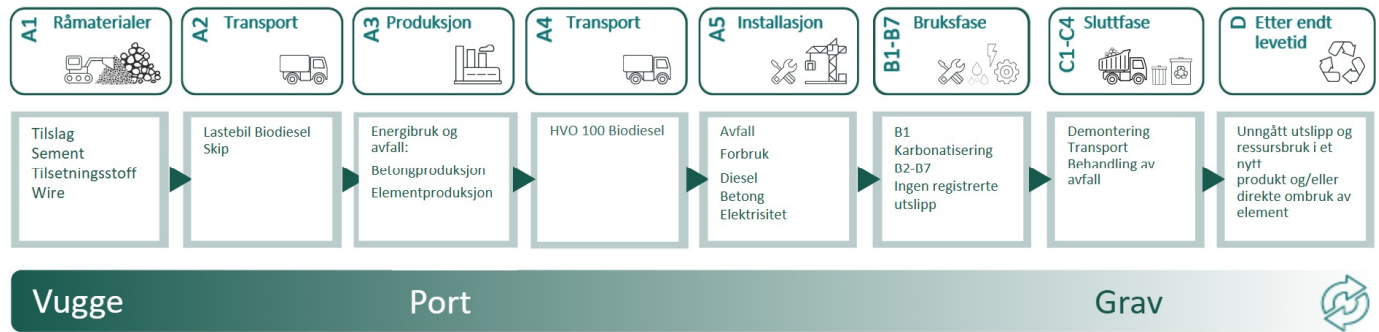 A1 Råmaterialer
Tilslag
Sement
Tilsetningsstoff
Wire
A2 Transport
Lastebil Biodiesel
Skip
A3 Produksjon
Energibruk og
avfall:
Betongproduksjon
Elementproduksjon
A4 Transport
HVO 100 Biodiesel
A5 Installasjon
Avfall
Forbruk
Diesel
Betong
Elektrisitet
B1-B7 Bruksfase
B1
Karbonatisering
B2-B7
Ingen registrerte
utslipp
C1-C4 Sluttfase
Demontering
Transport
Behandling av
avfall
D Etter endt
levetid
Unngått utslipp og
ressursbruk i et
nytt
produkt og/eller
direkte ombruk av
element
Vugge
Port
Grav